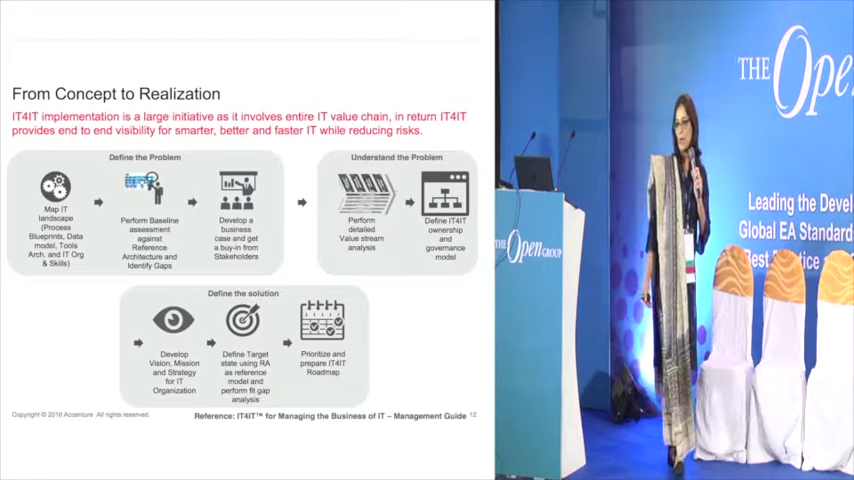 From Concept to Realization
IT4IT implementation is a large initiative as it involves entire IT value chain, in return IT4IT
provides end to end visibility for smarter, better and faster IT while reducing risks.
Define the Problem
Map IT
landscape
(Process
Blueprints, Data
model, Tools
Arch. and IT Org
& Skills)
Perform Baseline
assessment
against
Reference
Architecture and
Identify Gaps
Develop a
business
case and get
a buy-in from
Stakeholders
Understand the Problem
Perform
detailed
Value stream
analysis
Define IT4IT
ownership
and
governance
model
Define the solution
Develop
Vision, Mission
and Strategy
for IT
Organization
Define Target
state using RA
as reference
model and
perform fit gap
analysis
Prioritize and
prepare IT4IT
Roadmap
Copyright © 2016 Accenture All rights reserved.
Reference: IT4IT™ for Managing the Business of IT – Management Guide 12
THE Open
Leading the Devel
Global EA Standard
Best
THE Open GROUP